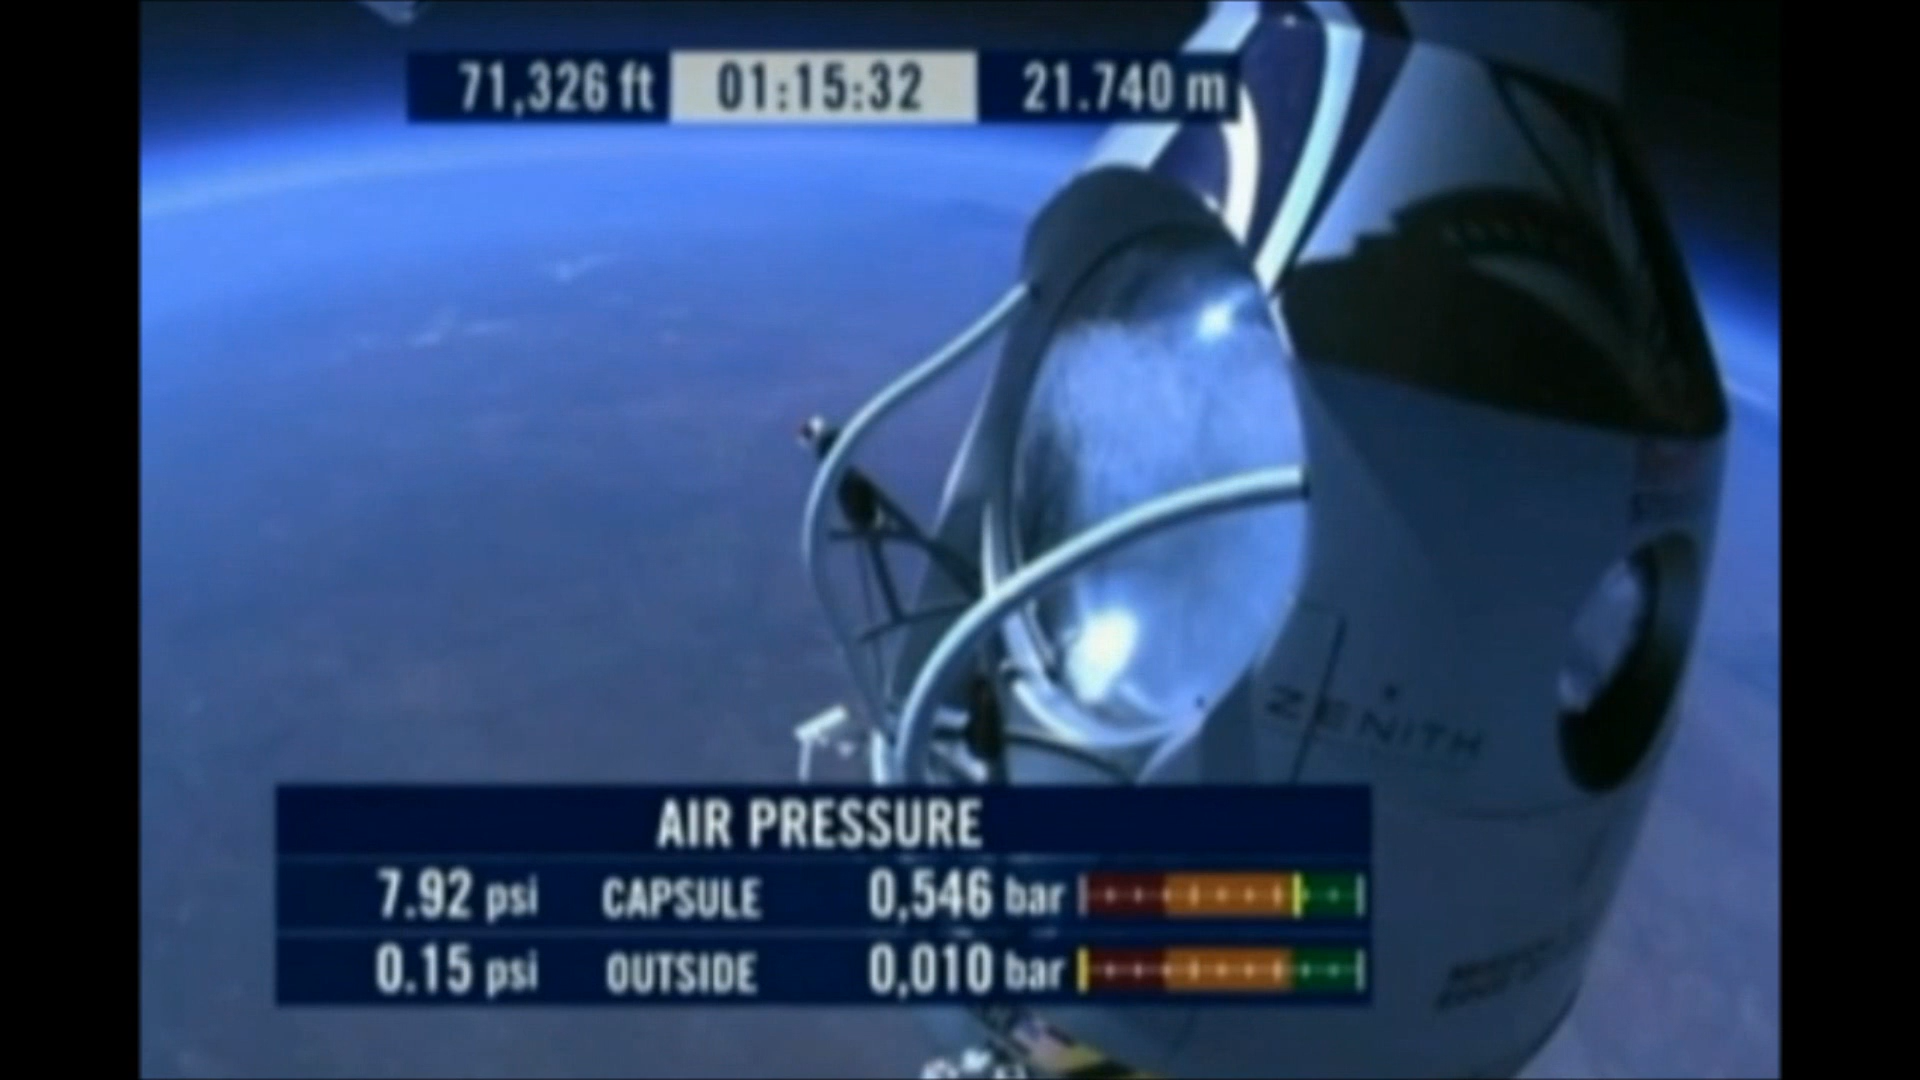 71,326 ft 01:15:32 21.740 m
ZENITH
AIR PRESSURE
7.92 psi CAPSULE 0,546 bar
0.15 psi OUTSIDE 0,010 bar